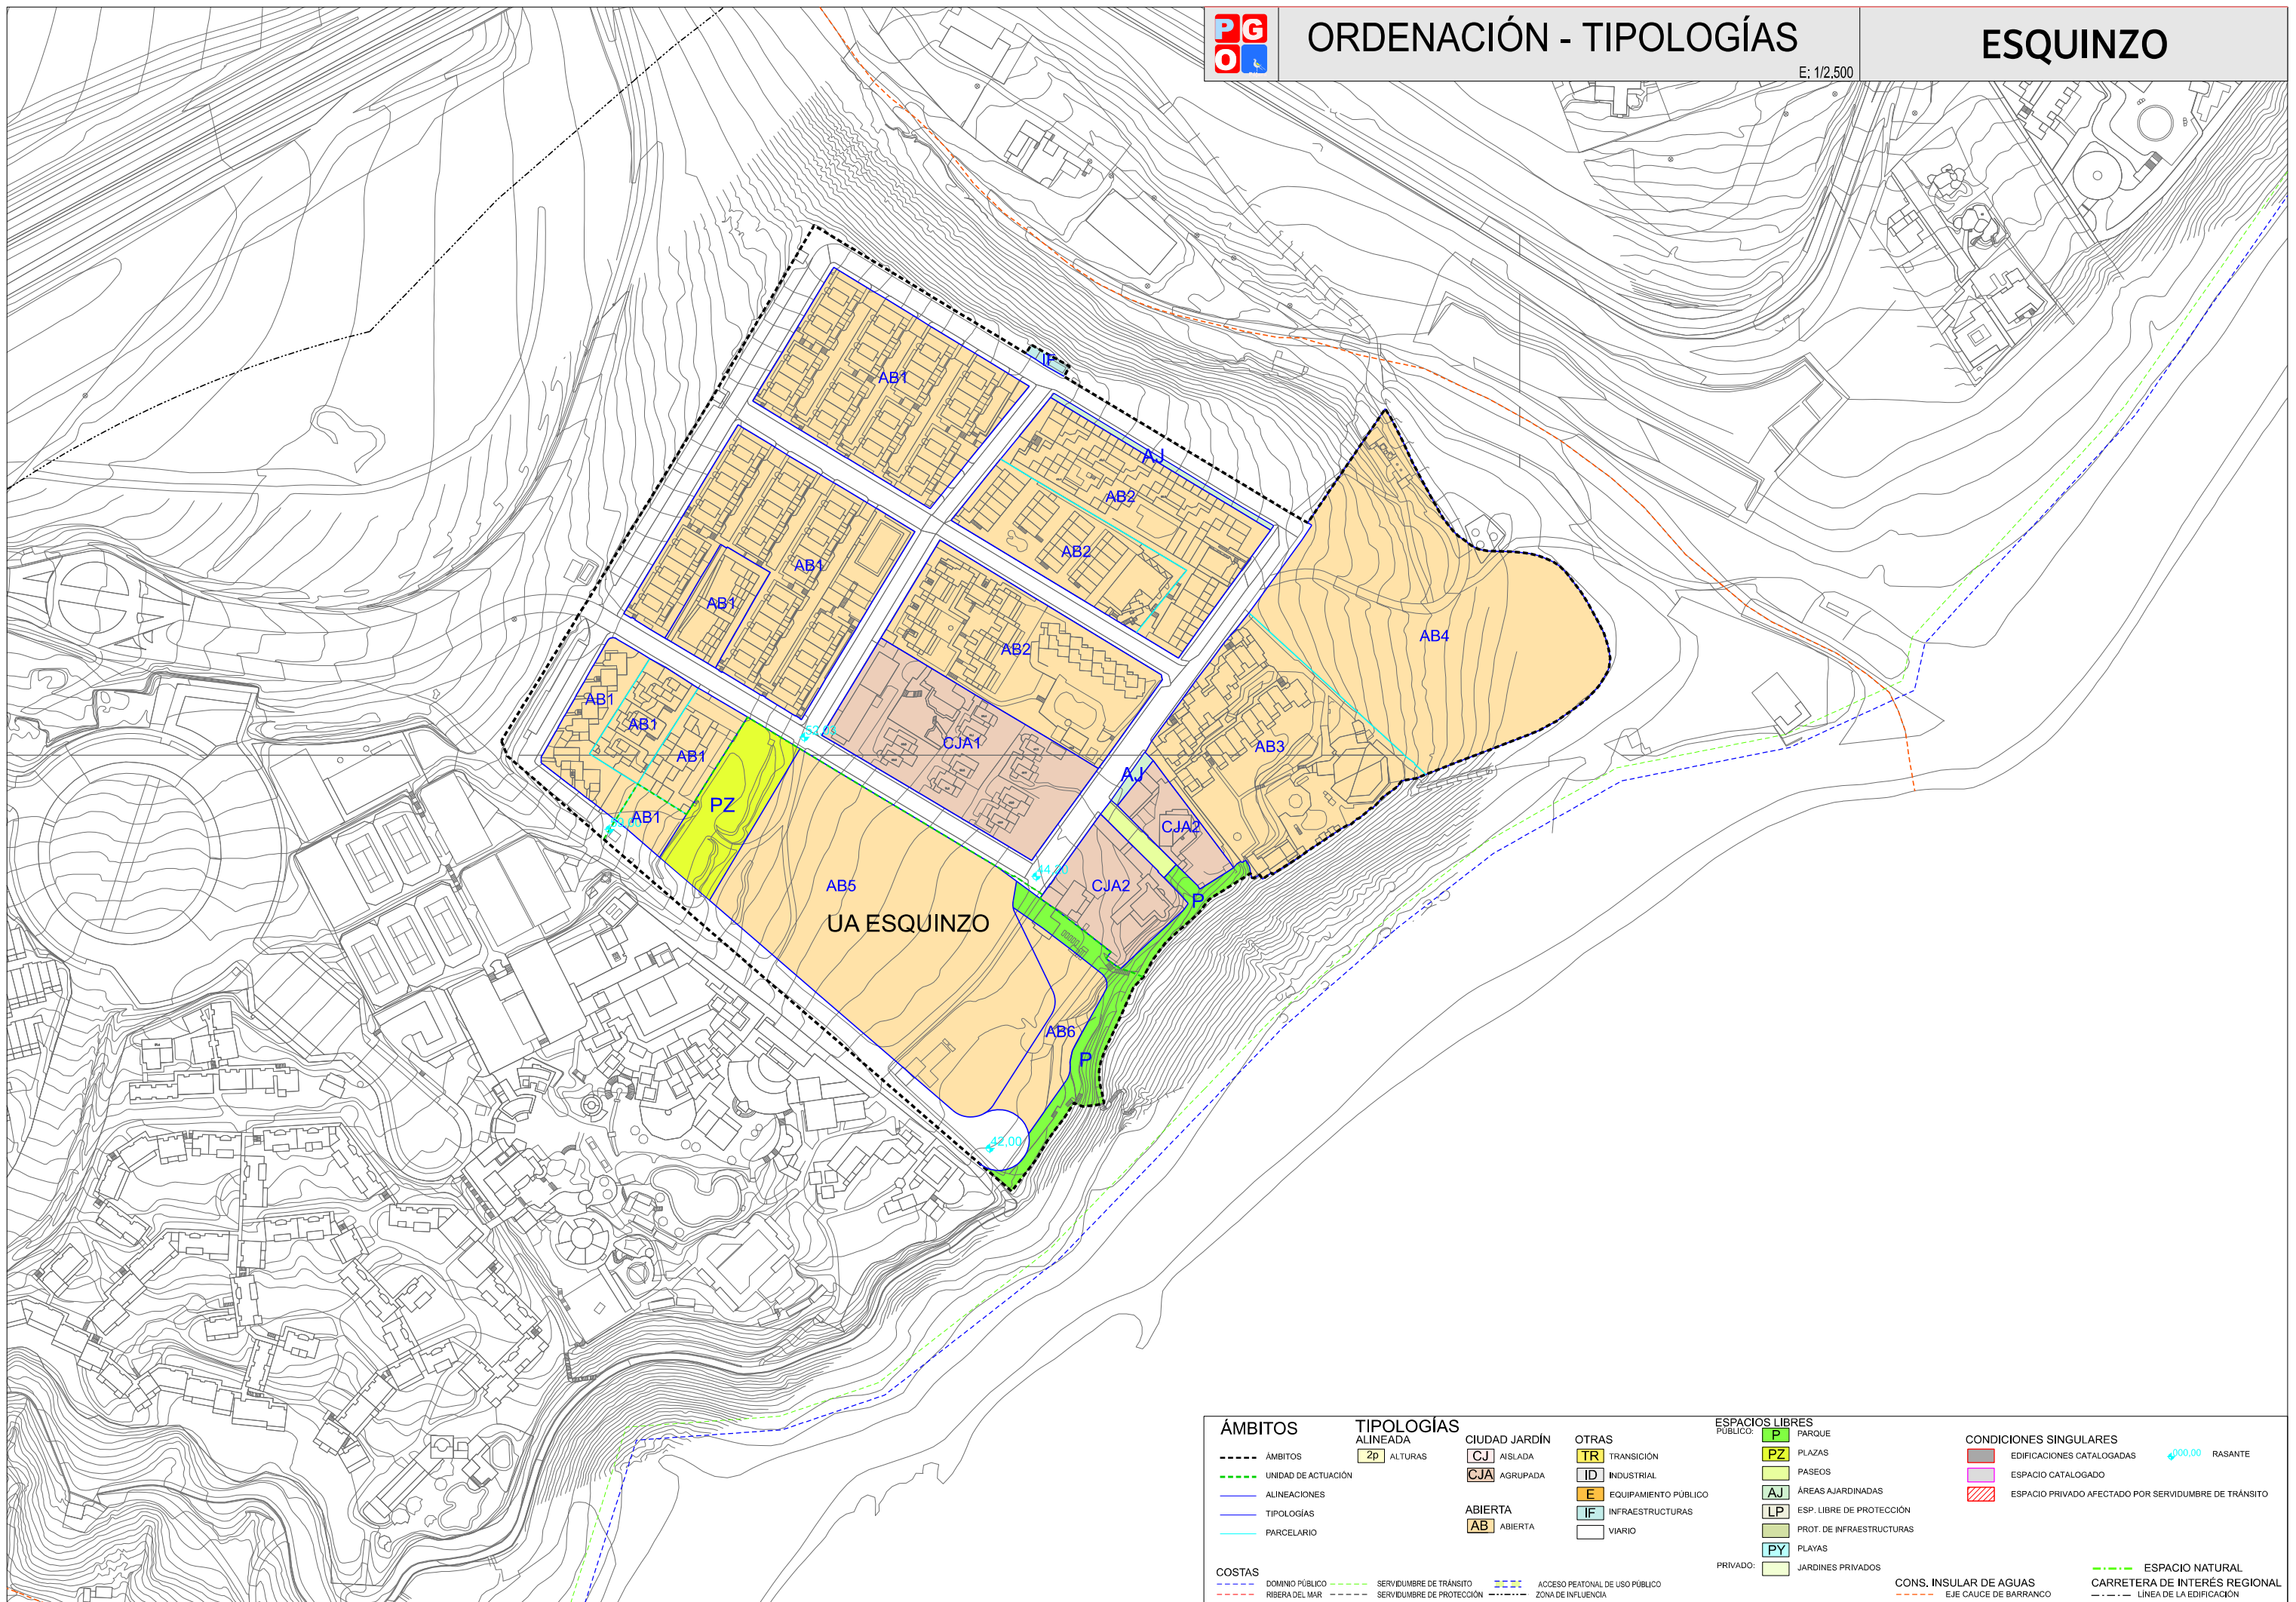 PGO
ORDENACIÓN - TIPOLOGÍAS
E: 1/2.500
ESQUINZO
IF
AB1
AJ
AB2
AB2
AB1
AB1
AB4
AB2
AB1
AB1
AB1
CJA1
AB3
AJ
PZ
AB1
CJA2
44,00
CJA2
AB5
P
UA ESQUINZO
AB6
P
42,00
ÁMBITOS
ÁMBITOS
UNIDAD DE ACTUACIÓN
ALINEACIONES
TIPOLOGÍAS
PARCELARIO
TIPOLOGÍAS
ALINEADA
2p ALTURAS
CIUDAD JARDÍN
CJ AISLADA
CJA AGRUPADA
ABIERTA
AB ABIERTA
OTRAS
TR TRANSICIÓN
ID INDUSTRIAL
E EQUIPAMIENTO PÚBLICO
IF INFRAESTRUCTURAS
VIARIO
ESPACIOS LIBRES
PÚBLICO:
P PARQUE
PZ PLAZAS
PASEOS
AJ ÁREAS AJARDINADAS
LP ESP. LIBRE DE PROTECCIÓN
PROT. DE INFRAESTRUCTURAS
PY PLAYAS
PRIVADO: JARDINES PRIVADOS
CONDICIONES SINGULARES
EDIFICACIONES CATALOGADAS
ESPACIO CATALOGADO
ESPACIO PRIVADO AFECTADO POR SERVIDUMBRE DE TRÁNSITO
000,00 RASANTE
COSTAS
DOMINIO PÚBLICO
RIBERA DEL MAR
SERVIDUMBRE DE TRÁNSITO
SERVIDUMBRE DE PROTECCIÓN
ACCESO PEATONAL DE USO PÚBLICO
ZONA DE INFLUENCIA
CONS. INSULAR DE AGUAS
EJE CAUCE DE BARRANCO
ESPACIO NATURAL
CARRETERA DE INTERÉS REGIONAL
LÍNEA DE LA EDIFICACIÓN